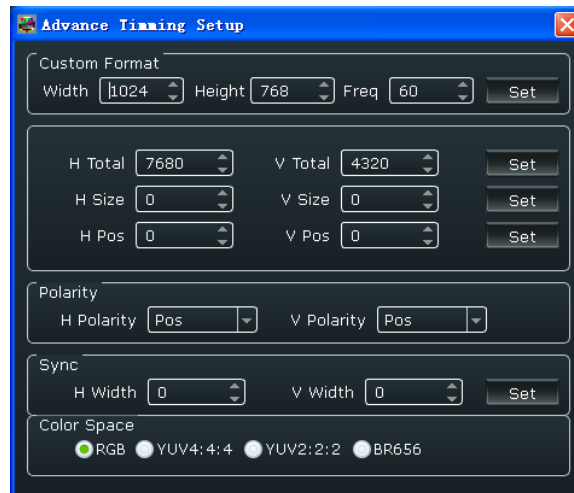 Advance Timming Setup
Custom Format
Width 1024 Height 768 Freq 60 Set
H Total 7680 V Total 4320 Set
H Size 0 V Size 0 Set
H Pos 0 V Pos 0 Set
Polarity
H Polarity Pos V Polarity Pos
Sync
H Width 0 V Width 0 Set
Color Space
RGB YUV4:4:4 YUV2:2:2 BR656